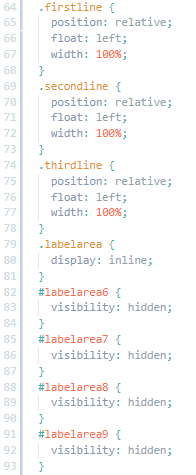 64 .firstline {
65 position: relative;
66 float: left;
67 width: 100%;
68 }
69 .secondline {
70 position: relative;
71 float: left;
72 width: 100%;
73 }
74 .thirdline {
75 position: relative;
76 float: left;
77 width: 100%;
78 }
79 .labelarea {
80 display: inline;
81 }
82 #labelarea6 {
83 visibility: hidden;
84 }
85 #labelarea7 {
86 visibility: hidden;
87 }
88 #labelarea8 {
89 visibility: hidden;
90 }
91 #labelarea9 {
92 visibility: hidden;
93 }